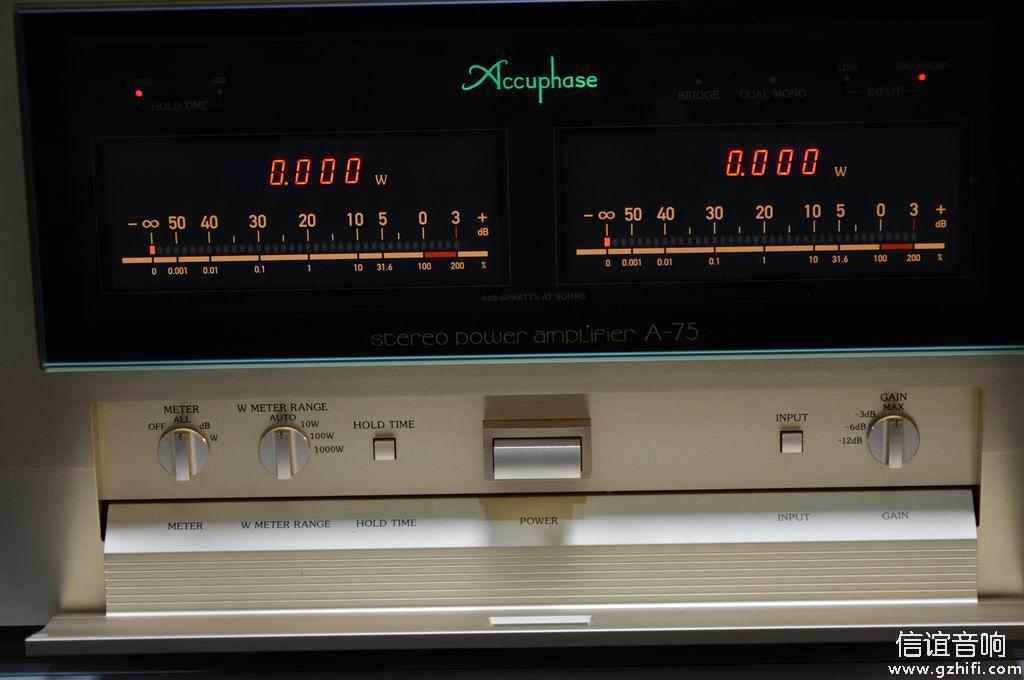 Accuphase
1 SEC ∞
HOLD TIME
BRIDGE DUAL MONO
LINE BALANCED
INPUT
0.000 W
0.000 W
-∞ 50 40 30 20 10 5 0 3 + dB
0 0.001 0.01 0.1 1 10 31.6 100 200 %
-∞ 50 40 30 20 10 5 0 3 + dB
0 0.001 0.01 0.1 1 10 31.6 100 200 %
0dB:60WATTS AT 8OHMS
stereo power amplifier A-75
METER
OFF ALL dB W
W METER RANGE
AUTO 10W 100W 1000W
HOLD TIME
INPUT
GAIN
MAX -3dB -6dB -12dB
METER W METER RANGE HOLD TIME POWER INPUT GAIN
信谊音响
www.gzhifi.com